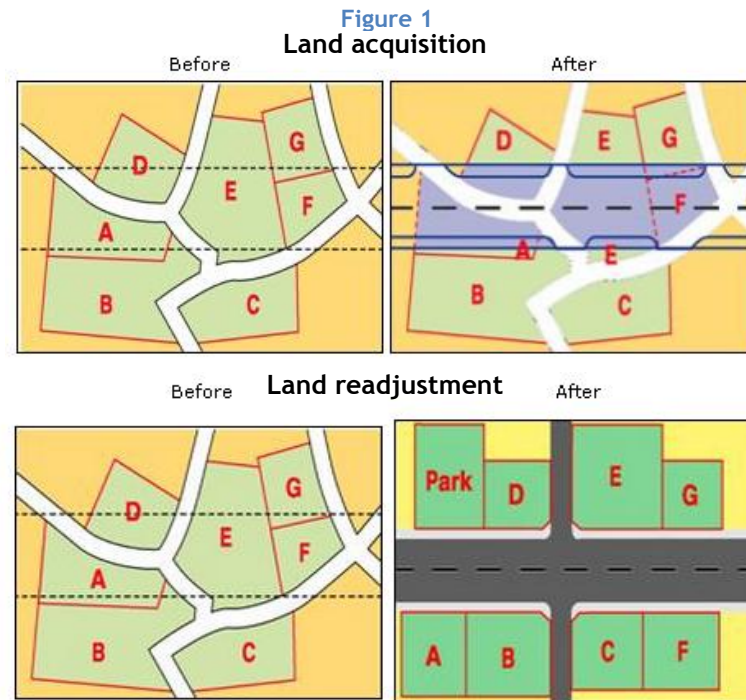 Figure 1
Land acquisition
Before After
D G
E
A F
B C
D E G
F
A E
B C
Before Land readjustment After
D G
E
A F
B C
Park D E G
A B C F